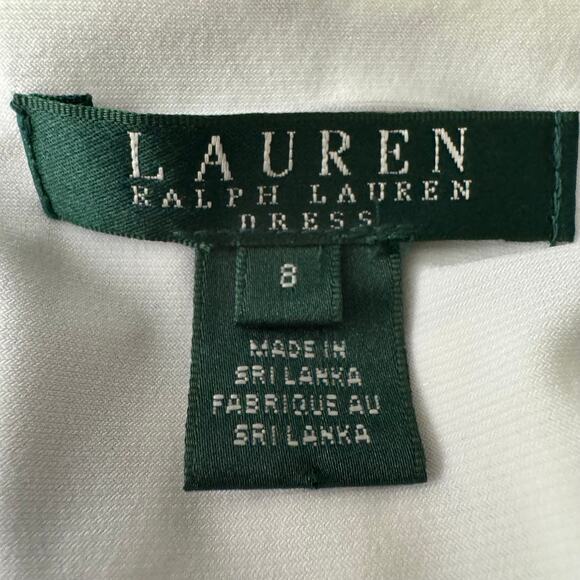 LAUREN
RALPH LAUREN
DRESS
8
MADE IN
SRI LANKA
FABRIQUE AU
SRI LANKA